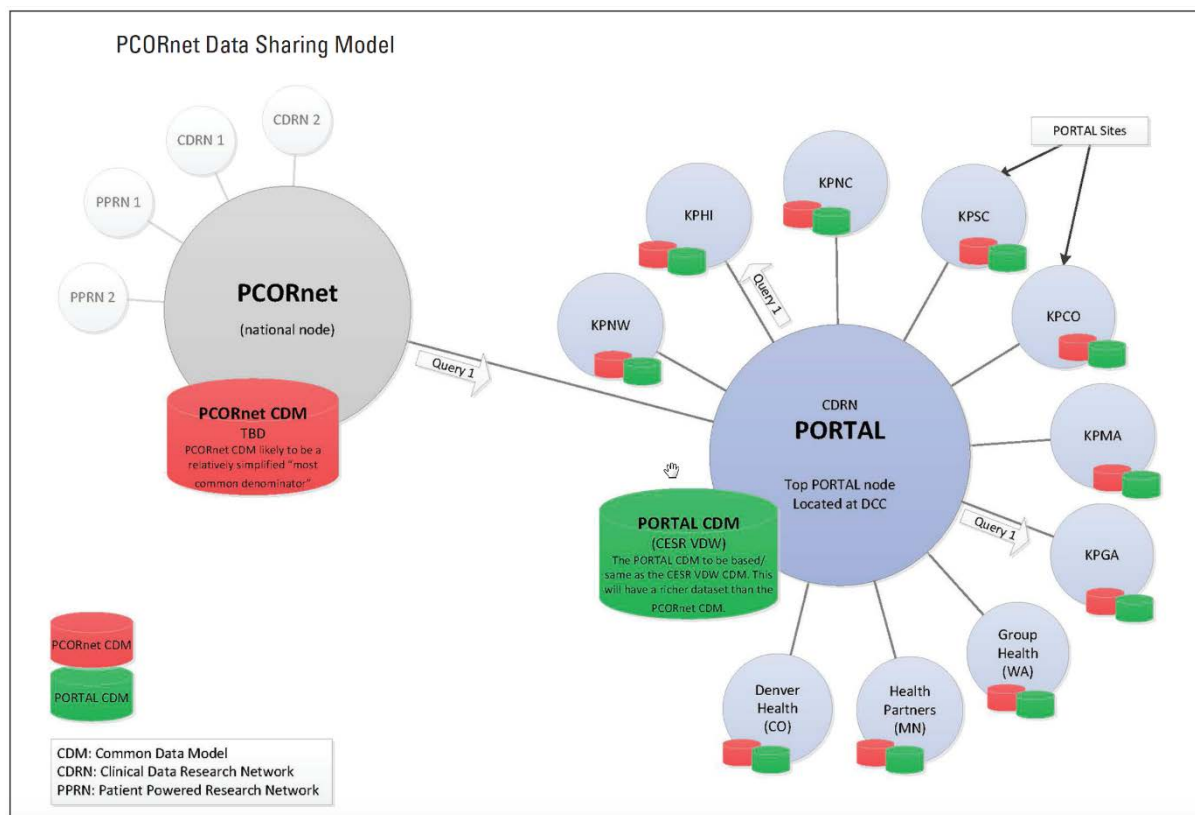 PCORnet Data Sharing Model
CDRN 2
CDRN 1
PPRN 1
PPRN 2
PCORnet
(national node)
PCORnet CDM
TBD
PCORnet CDM likely to be a
relatively simplified “most
common denominator”
Query 1
PORTAL Sites
KPNC
KPHI
KPSC
Query 1
KPNW
KPCO
CDRN
PORTAL
Top PORTAL node
Located at DCC
KPMA
PORTAL CDM
(CESR VDW)
The PORTAL CDM to be based/
same as the CESR VDW CDM. This
will have a richer dataset than the
PCORnet CDM.
Query 1
KPGA
Group
Health
(WA)
Denver
Health
(CO)
Health
Partners
(MN)
PCORnet CDM
PORTAL CDM
CDM: Common Data Model
CDRN: Clinical Data Research Network
PPRN: Patient Powered Research Network